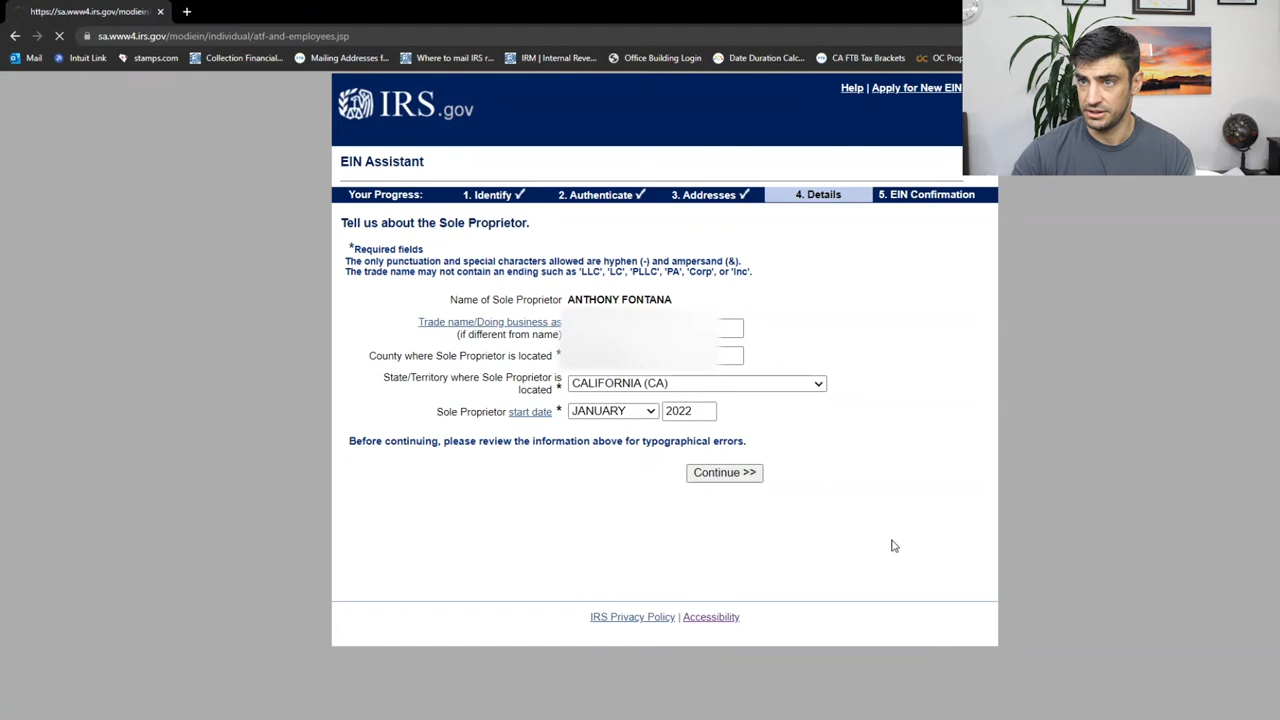 https://sa.www4.irs.gov/modiein
sa.www4.irs.gov/modiein/individual/atf-and-employees.jsp
Mail Intuit Link stamps.com Collection Financial... Mailing Addresses f... Where to mail IRS r... IRM | Internal Reve... Office Building Login Date Duration Calc... CA FTB Tax Brackets OC Prop
IRS.gov
Help | Apply for New EIN
EIN Assistant
Your Progress: 1. Identify ✓ 2. Authenticate ✓ 3. Addresses ✓ 4. Details 5. EIN Confirmation
Tell us about the Sole Proprietor.
*Required fields
The only punctuation and special characters allowed are hyphen (-) and ampersand (&).
The trade name may not contain an ending such as 'LLC', 'LC', 'PLLC', 'PA', 'Corp', or 'Inc'.
Name of Sole Proprietor ANTHONY FONTANA
Trade name/Doing business as
(if different from name)
County where Sole Proprietor is located *
State/Territory where Sole Proprietor is
located * CALIFORNIA (CA)
Sole Proprietor start date * JANUARY 2022
Before continuing, please review the information above for typographical errors.
Continue >>
IRS Privacy Policy | Accessibility